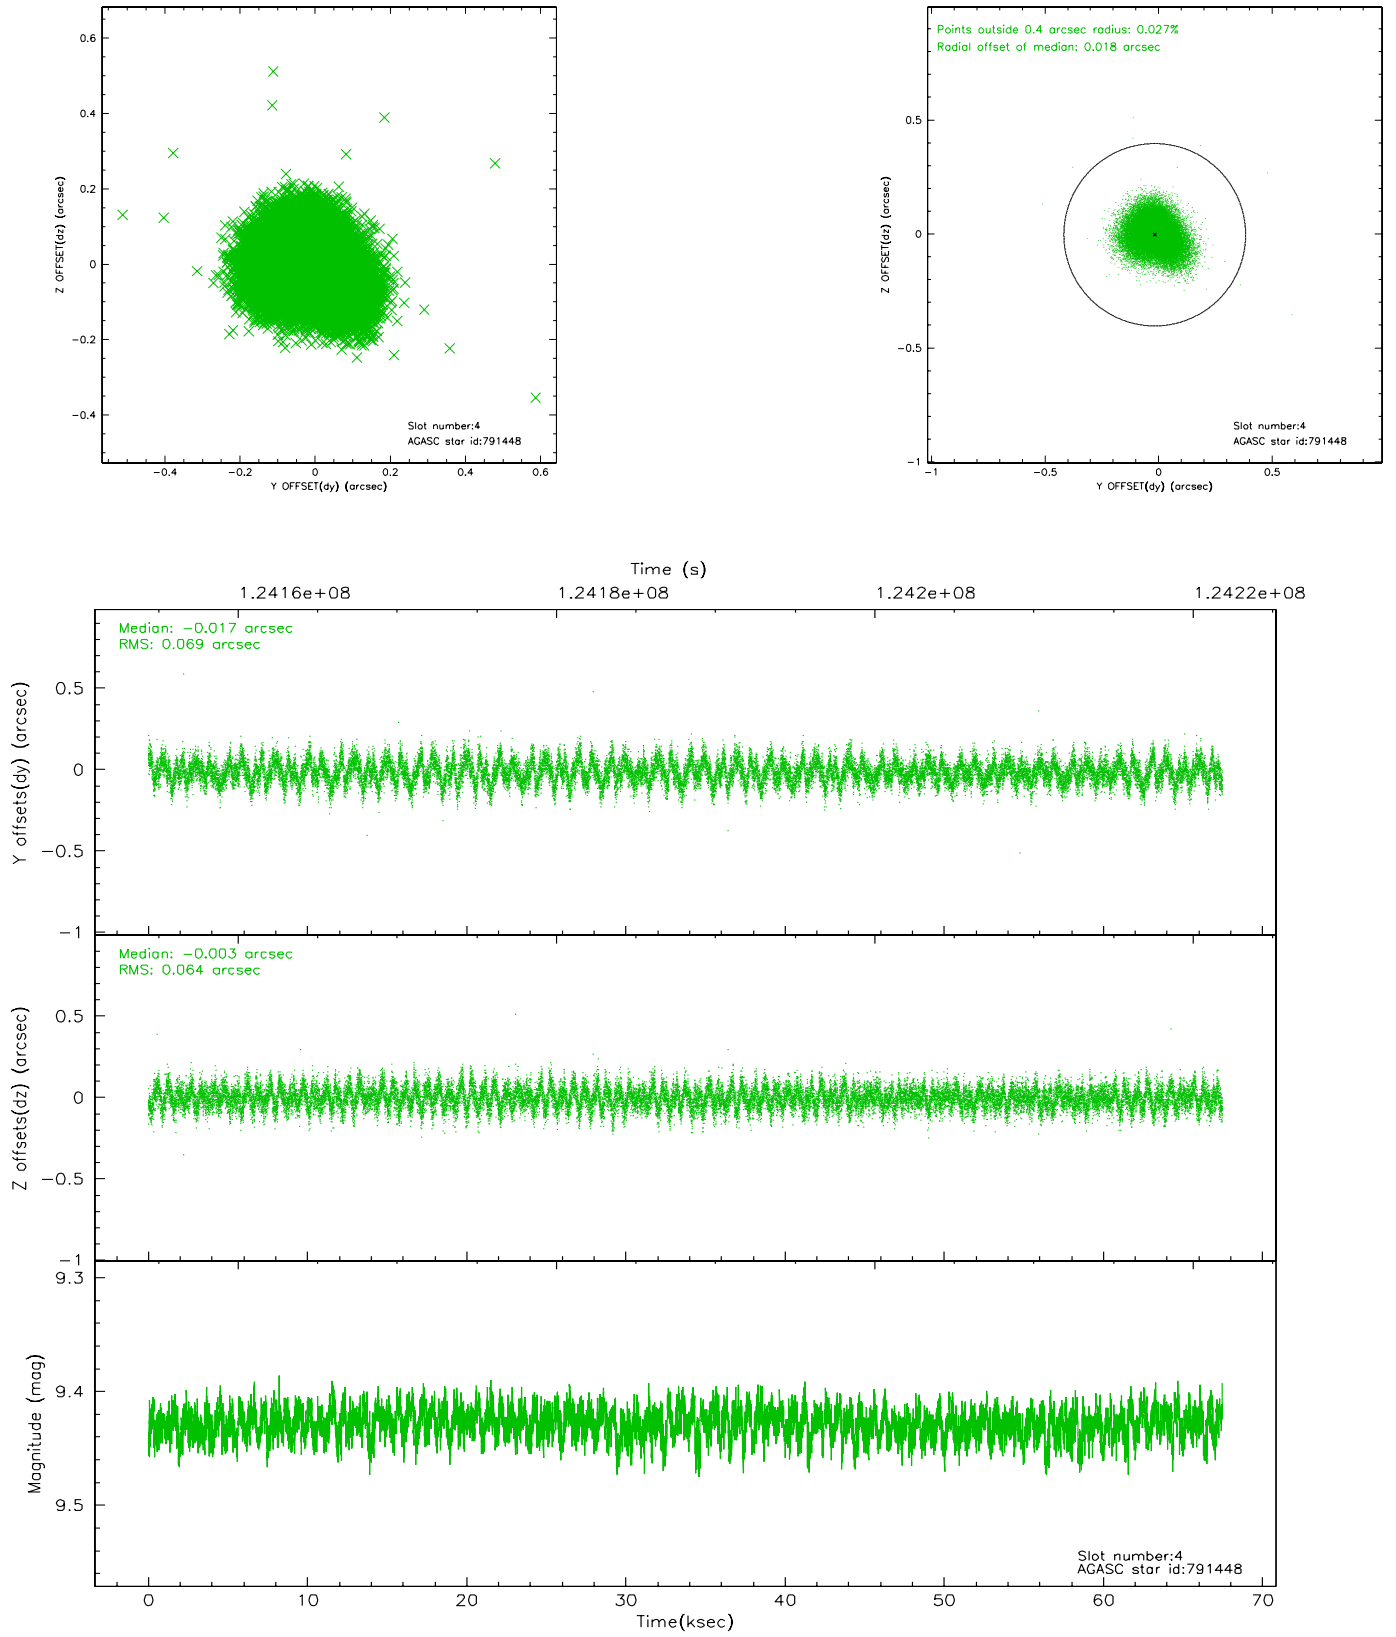 0.6
0.4
0.2
0
−0.2
−0.4
Z OFFSET(dz) (arcsec)
Slot number:4
AGASC star id:791448
−0.4 −0.2 0 0.2 0.4 0.6
Y OFFSET(dy) (arcsec)
Points outside 0.4 arcsec radius: 0.027%
Radial offset of median: 0.018 arcsec
0.5
0
−0.5
−1
Z OFFSET(dz) (arcsec)
Slot number:4
AGASC star id:791448
−1 −0.5 0 0.5
Y OFFSET(dy) (arcsec)
Time (s)
1.2416e+08 1.2418e+08 1.242e+08 1.2422e+08
Median: −0.017 arcsec
RMS: 0.069 arcsec
0.5
0
−0.5
−1
Y offsets(dy) (arcsec)
Median: −0.003 arcsec
RMS: 0.064 arcsec
0.5
0
−0.5
−1
Z offsets(dz) (arcsec)
9.3
9.4
9.5
Magnitude (mag)
Slot number:4
AGASC star id:791448
0 10 20 30 40 50 60 70
Time(ksec)